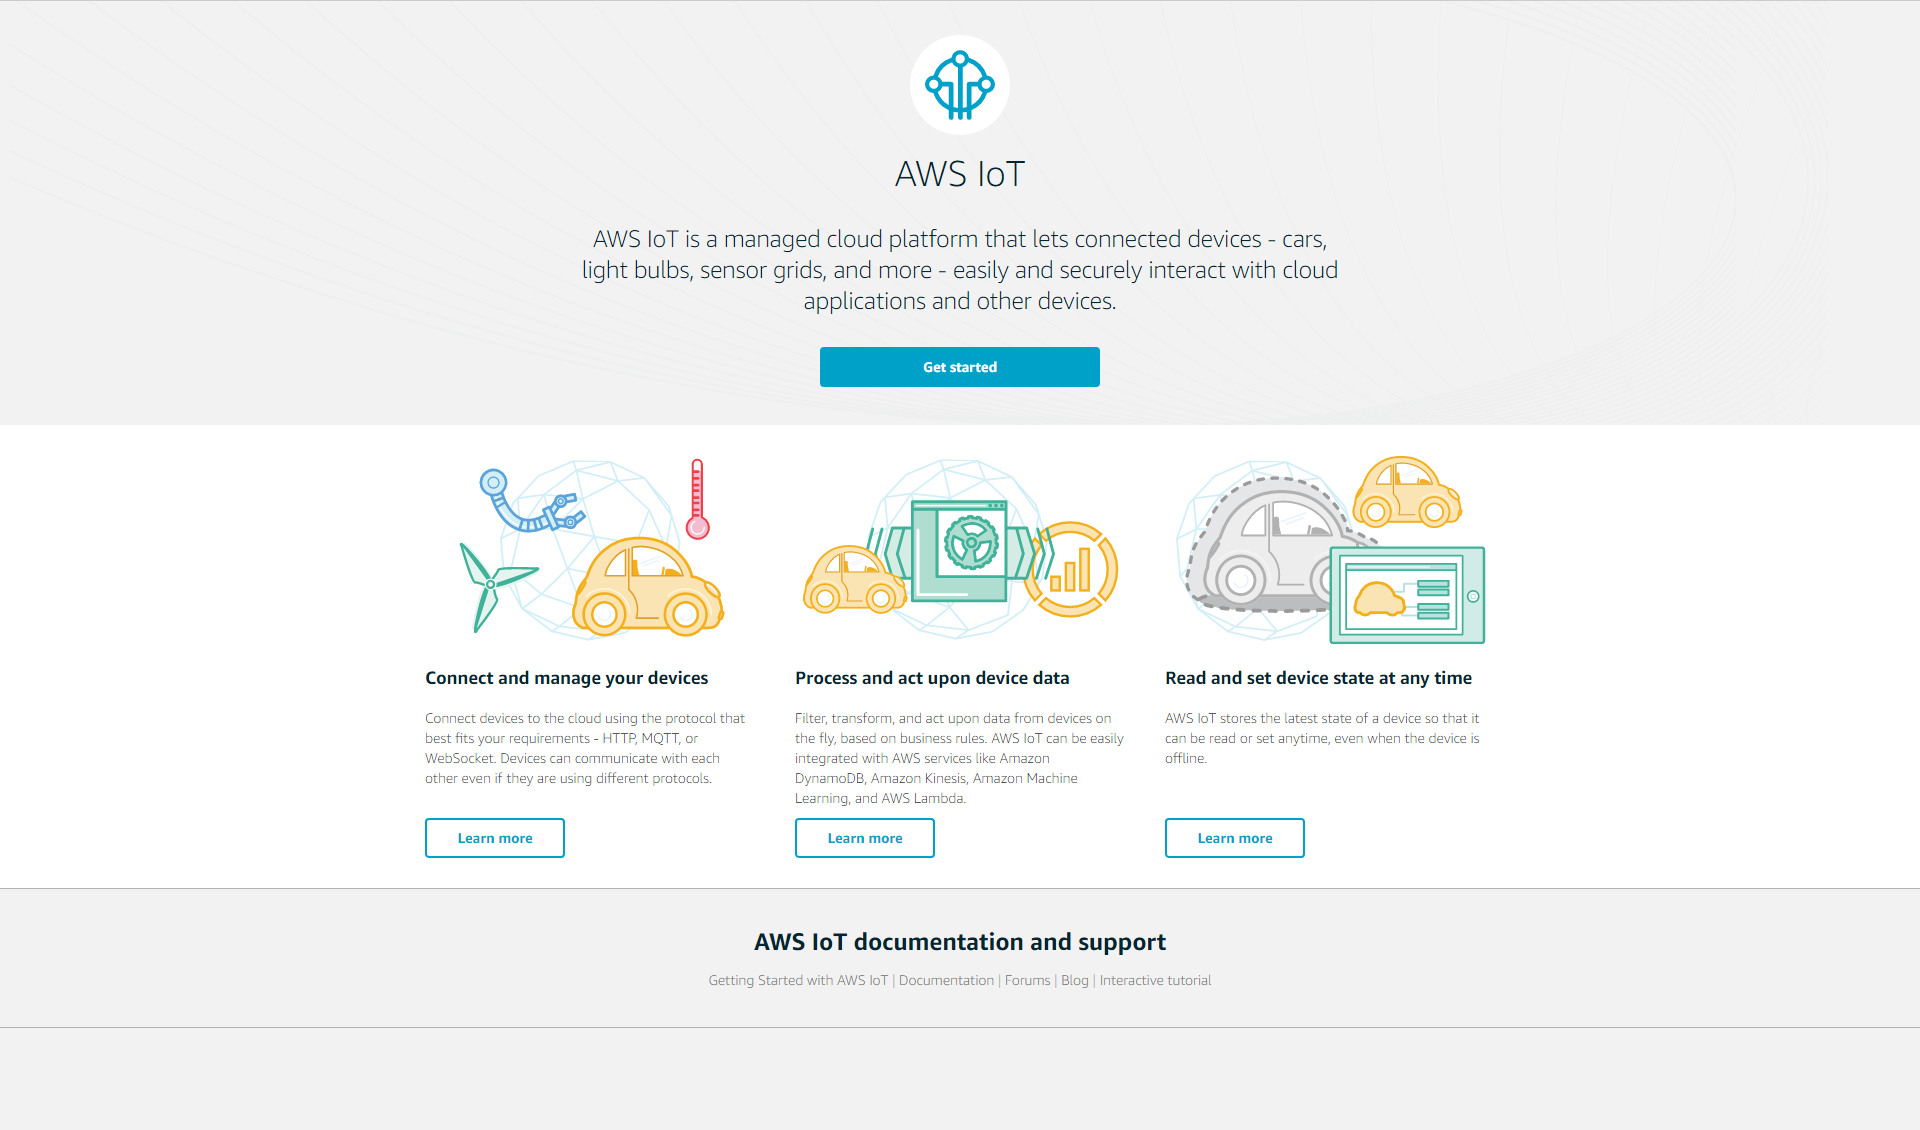 AWS IoT
AWS IoT is a managed cloud platform that lets connected devices - cars,
light bulbs, sensor grids, and more - easily and securely interact with cloud
applications and other devices.
Get started
Connect and manage your devices
Connect devices to the cloud using the protocol that
best fits your requirements - HTTP, MQTT, or
WebSocket. Devices can communicate with each
other even if they are using different protocols.
Learn more
Process and act upon device data
Filter, transform, and act upon data from devices on
the fly, based on business rules. AWS IoT can be easily
integrated with AWS services like Amazon
DynamoDB, Amazon Kinesis, Amazon Machine
Learning, and AWS Lambda.
Learn more
Read and set device state at any time
AWS IoT stores the latest state of a device so that it
can be read or set anytime, even when the device is
offline.
Learn more
AWS IoT documentation and support
Getting Started with AWS IoT | Documentation | Forums | Blog | Interactive tutorial